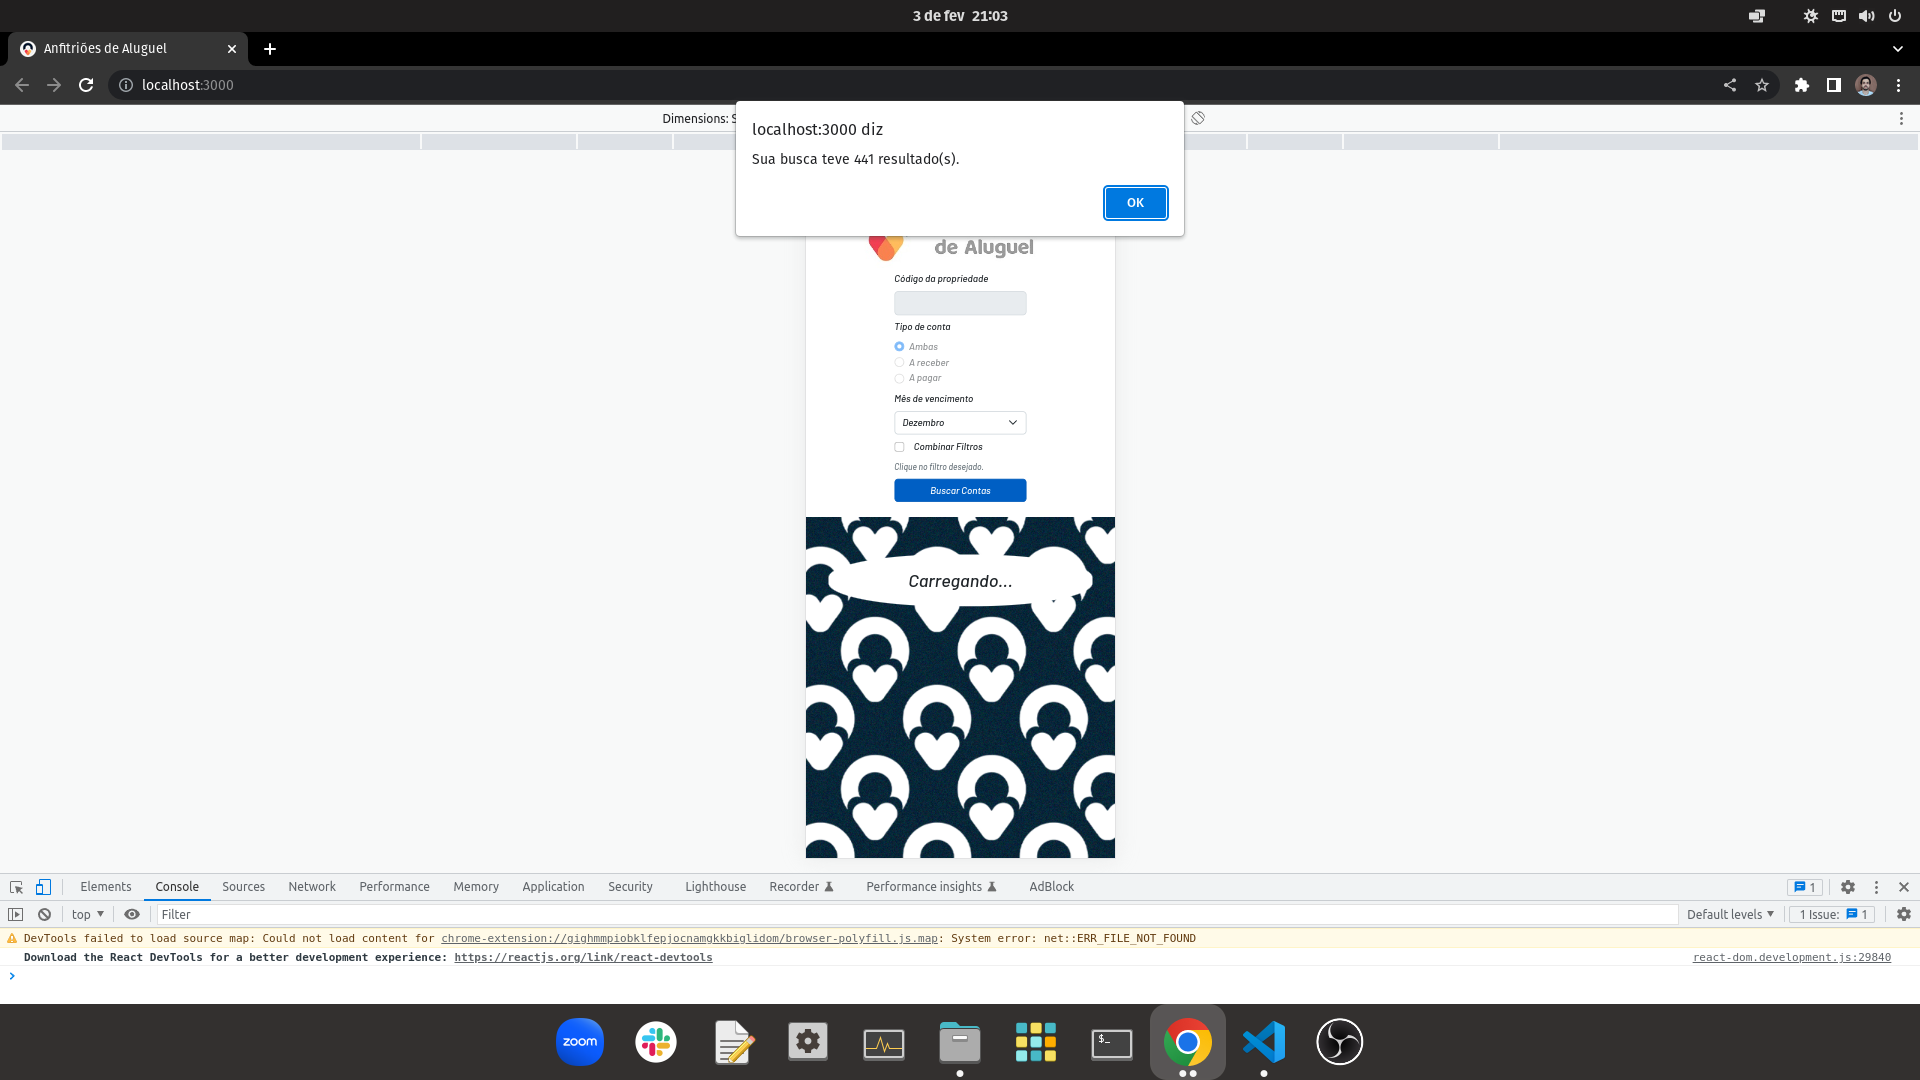 3 de fev 21:03
Anfitriões de Aluguel
localhost:3000
Dimensions: S
localhost:3000 diz
Sua busca teve 441 resultado(s).
OK
de Aluguel
Código da propriedade
Tipo de conta
Ambas
A receber
A pagar
Mês de vencimento
Dezembro
Combinar Filtros
Clique no filtro desejado.
Buscar Contas
Carregando...
Elements Console Sources Network Performance Memory Application Security Lighthouse Recorder Performance insights AdBlock 1
top Filter Default levels 1 Issue: 1
DevTools failed to load source map: Could not load content for chrome-extension://gighmmpiobklfepjocnamgkkbiglidom/browser-polyfill.js.map: System error: net::ERR_FILE_NOT_FOUND
Download the React DevTools for a better development experience: https://reactjs.org/link/react-devtools react-dom.development.js:29840
zoom $_